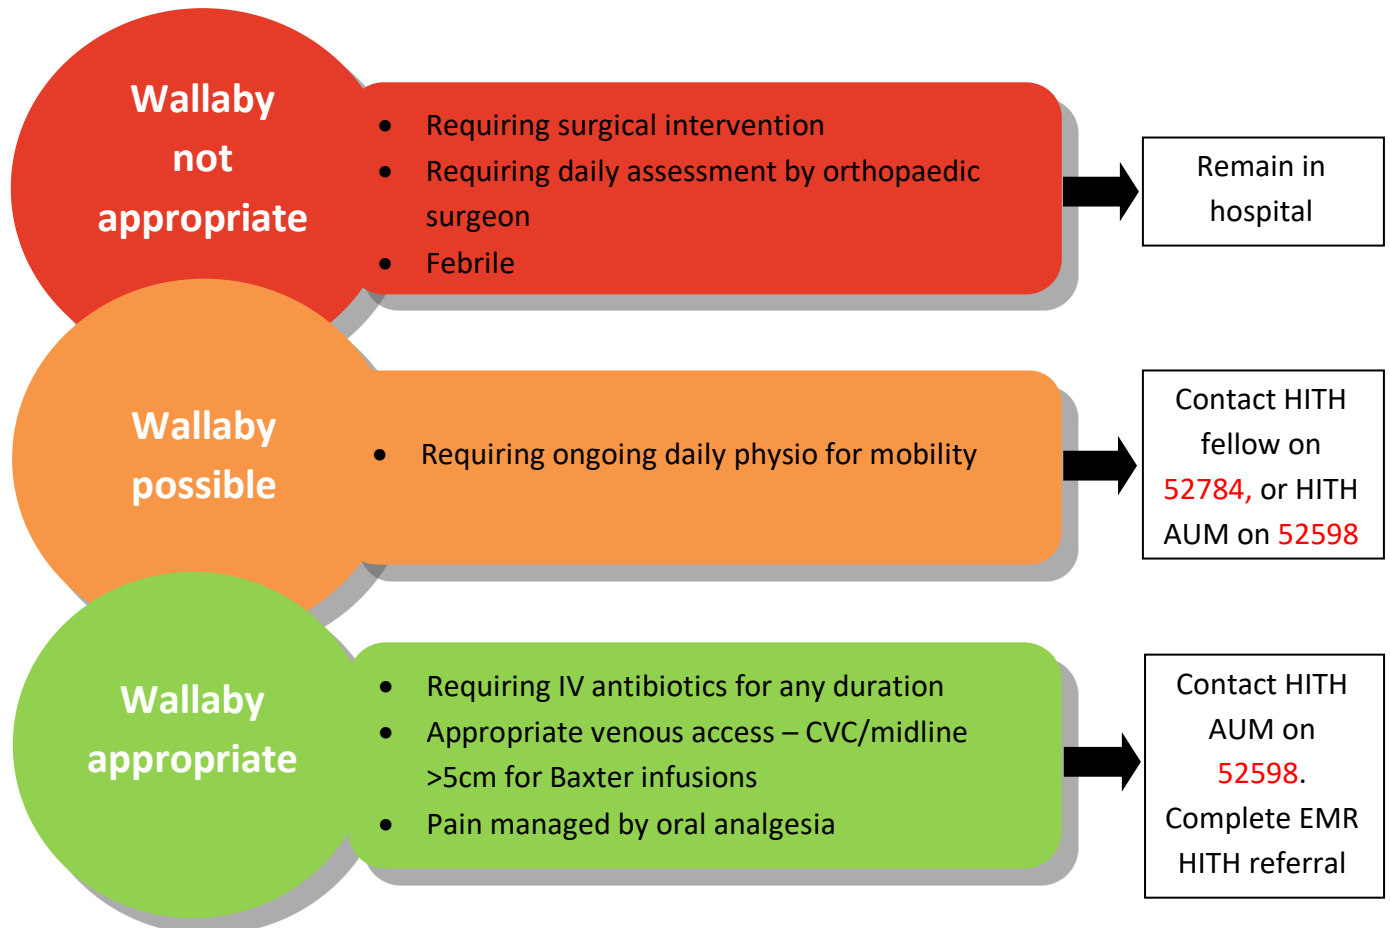 Wallaby
not
appropriate
• Requiring surgical intervention
• Requiring daily assessment by orthopaedic
surgeon
• Febrile
Remain in
hospital
Wallaby
possible
• Requiring ongoing daily physio for mobility
Contact HITH
fellow on
52784, or HITH
AUM on 52598
Wallaby
appropriate
• Requiring IV antibiotics for any duration
• Appropriate venous access – CVC/midline
>5cm for Baxter infusions
• Pain managed by oral analgesia
Contact HITH
AUM on
52598.
Complete EMR
HITH referral